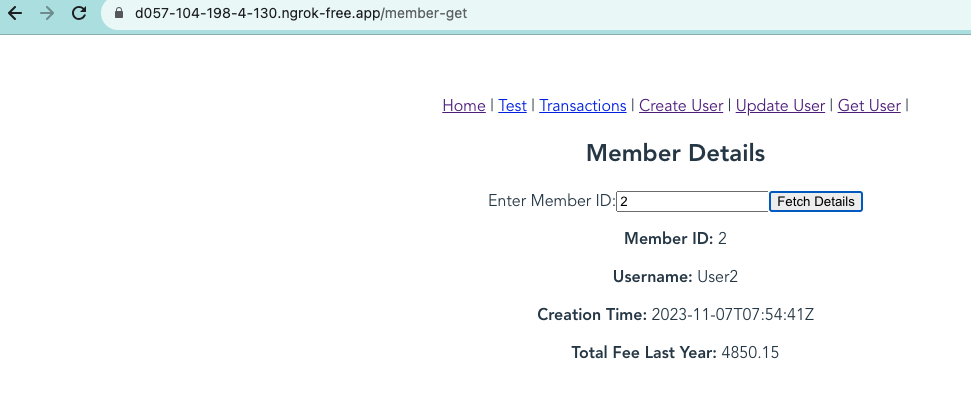 d057-104-198-4-130.ngrok-free.app/member-get
Home | Test | Transactions | Create User | Update User | Get User |
Member Details
Enter Member ID:2 Fetch Details
Member ID: 2
Username: User2
Creation Time: 2023-11-07T07:54:41Z
Total Fee Last Year: 4850.15